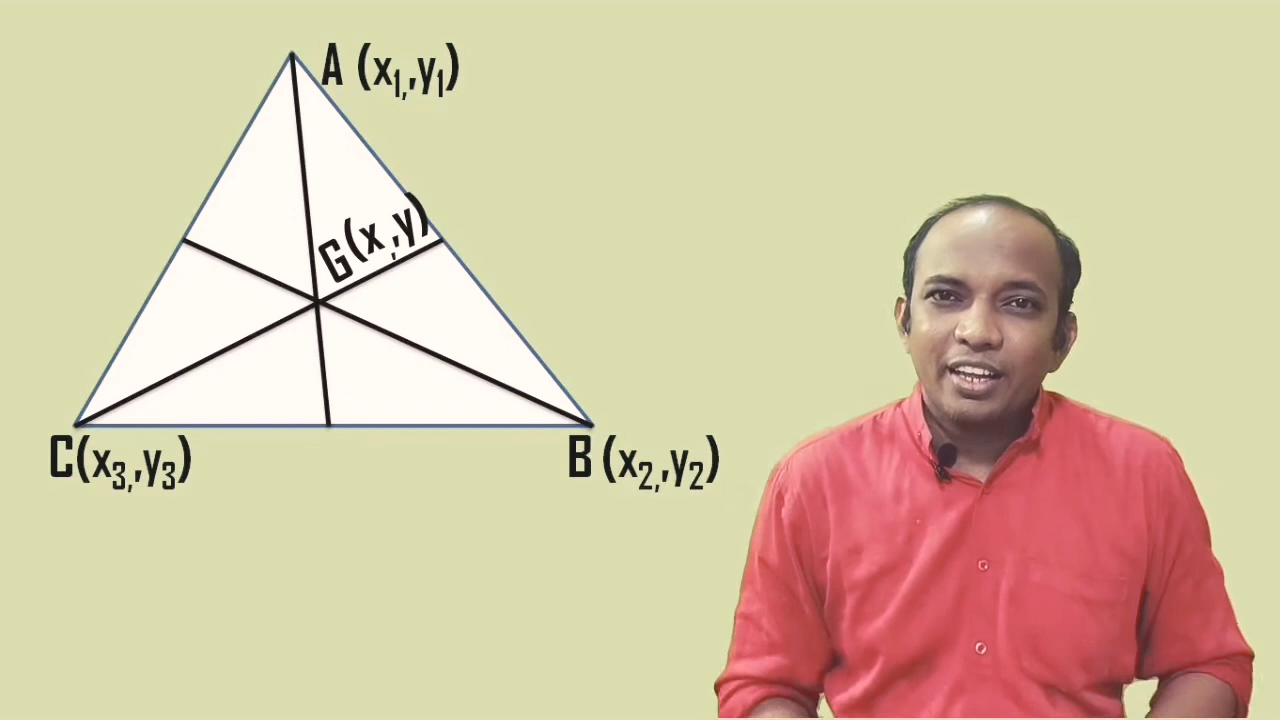 A (x₁,,y₁)
G(x,y)
C(x₃,,y₃)
B (x₂,,y₂)